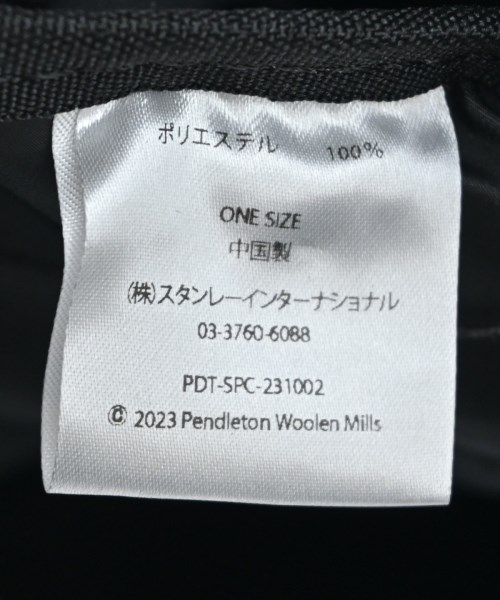 ポリエステル 100%
ONE SIZE
中国製
(株)スタンレーインターナショナル
03-3760-6088
PDT-SPC-231002
© 2023 Pendleton Woolen Mills